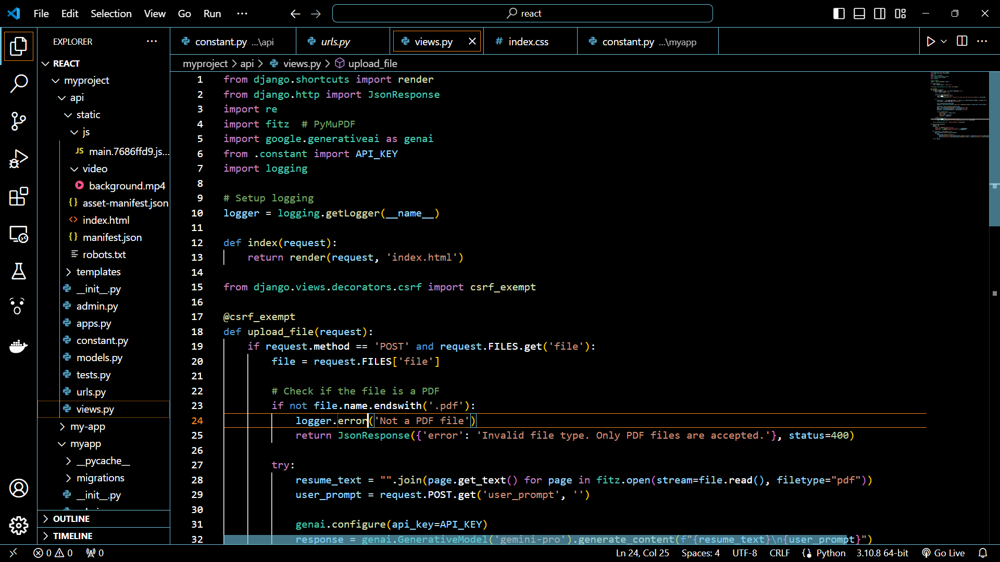 File Edit Selection View Go Run ··· react
EXPLORER ···
REACT
myproject
api
static
js
JS main.7686ffd9.js...
video
background.mp4
{} asset-manifest.json
<> index.html
{} manifest.json
robots.txt
templates
__init__.py
admin.py
apps.py
constant.py
models.py
tests.py
urls.py
views.py
my-app
myapp
__pycache__
migrations
__init__.py
OUTLINE
TIMELINE
constant.py ...\api urls.py views.py # index.css constant.py ...\myapp
myproject > api > views.py > upload_file
1 from django.shortcuts import render
2 from django.http import JsonResponse
3 import re
4 import fitz  # PyMuPDF
5 import google.generativeai as genai
6 from .constant import API_KEY
7 import logging
8
9 # Setup logging
10 logger = logging.getLogger(__name__)
11
12 def index(request):
13     return render(request, 'index.html')
14
15 from django.views.decorators.csrf import csrf_exempt
16
17 @csrf_exempt
18 def upload_file(request):
19     if request.method == 'POST' and request.FILES.get('file'):
20         file = request.FILES['file']
21
22         # Check if the file is a PDF
23         if not file.name.endswith('.pdf'):
24             logger.error('Not a PDF file')
25             return JsonResponse({'error': 'Invalid file type. Only PDF files are accepted.'}, status=400)
26
27         try:
28             resume_text = "".join(page.get_text() for page in fitz.open(stream=file.read(), filetype="pdf"))
29             user_prompt = request.POST.get('user_prompt', '')
30
31             genai.configure(api_key=API_KEY)
32             response = genai.GenerativeModel('gemini-pro').generate_content(f"{resume_text}\n{user_prompt}")
0 0 0 Ln 24, Col 25 Spaces: 4 UTF-8 CRLF {} Python 3.10.8 64-bit Go Live